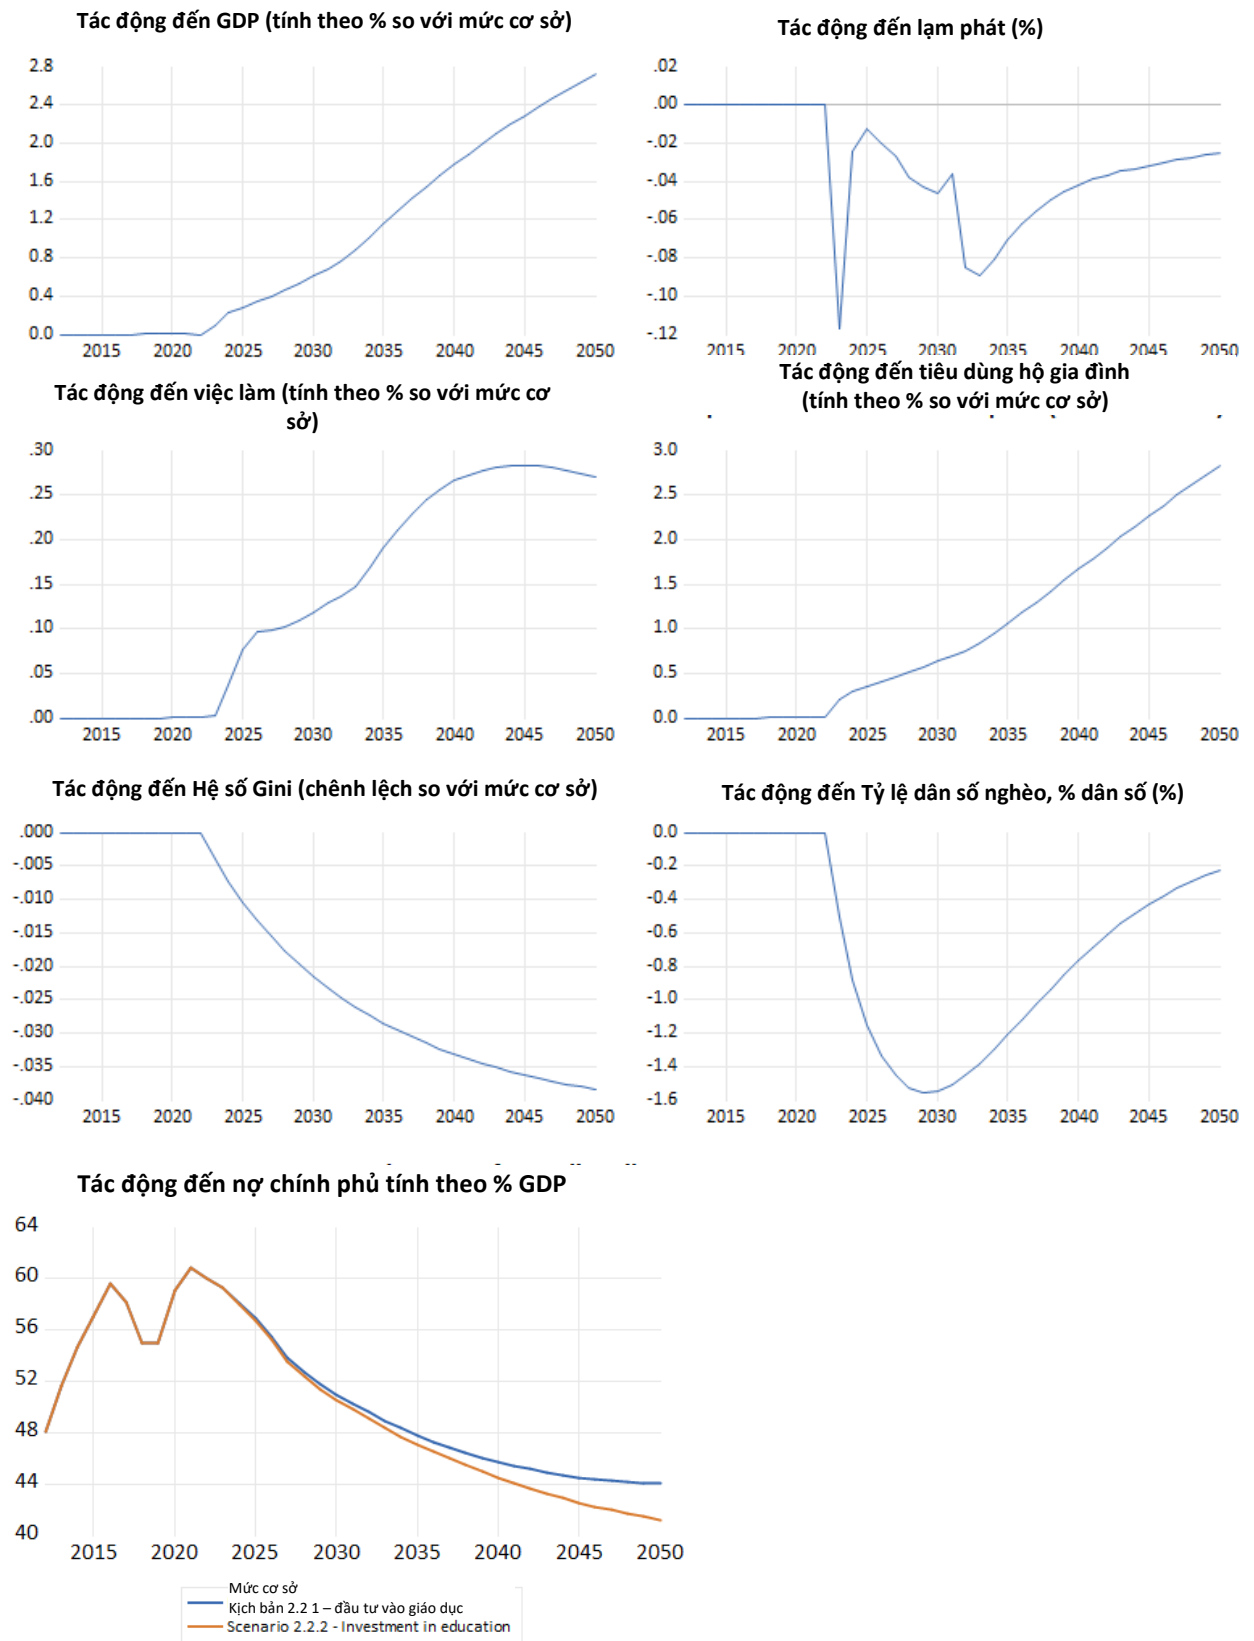 Tác động đến GDP (tính theo % so với mức cơ sở)
2.8
2.4
2.0
1.6
1.2
0.8
0.4
0.0
2015 2020 2025 2030 2035 2040 2045 2050
Tác động đến lạm phát (%)
.02
.00
-.02
-.04
-.06
-.08
-.10
-.12
2015 2020 2025 2030 2035 2040 2045 2050
Tác động đến việc làm (tính theo % so với mức cơ
sở)
.30
.25
.20
.15
.10
.05
.00
2015 2020 2025 2030 2035 2040 2045 2050
Tác động đến tiêu dùng hộ gia đình
(tính theo % so với mức cơ sở)
3.0
2.5
2.0
1.5
1.0
0.5
0.0
2015 2020 2025 2030 2035 2040 2045 2050
Tác động đến Hệ số Gini (chênh lệch so với mức cơ sở)
.000
-.005
-.010
-.015
-.020
-.025
-.030
-.035
-.040
2015 2020 2025 2030 2035 2040 2045 2050
Tác động đến Tỷ lệ dân số nghèo, % dân số (%)
0.0
-0.2
-0.4
-0.6
-0.8
-1.0
-1.2
-1.4
-1.6
2015 2020 2025 2030 2035 2040 2045 2050
Tác động đến nợ chính phủ tính theo % GDP
64
60
56
52
48
44
40
2015 2020 2025 2030 2035 2040 2045 2050
Mức cơ sở
Kịch bản 2.2 1 – đầu tư vào giáo dục
Scenario 2.2.2 - Investment in education